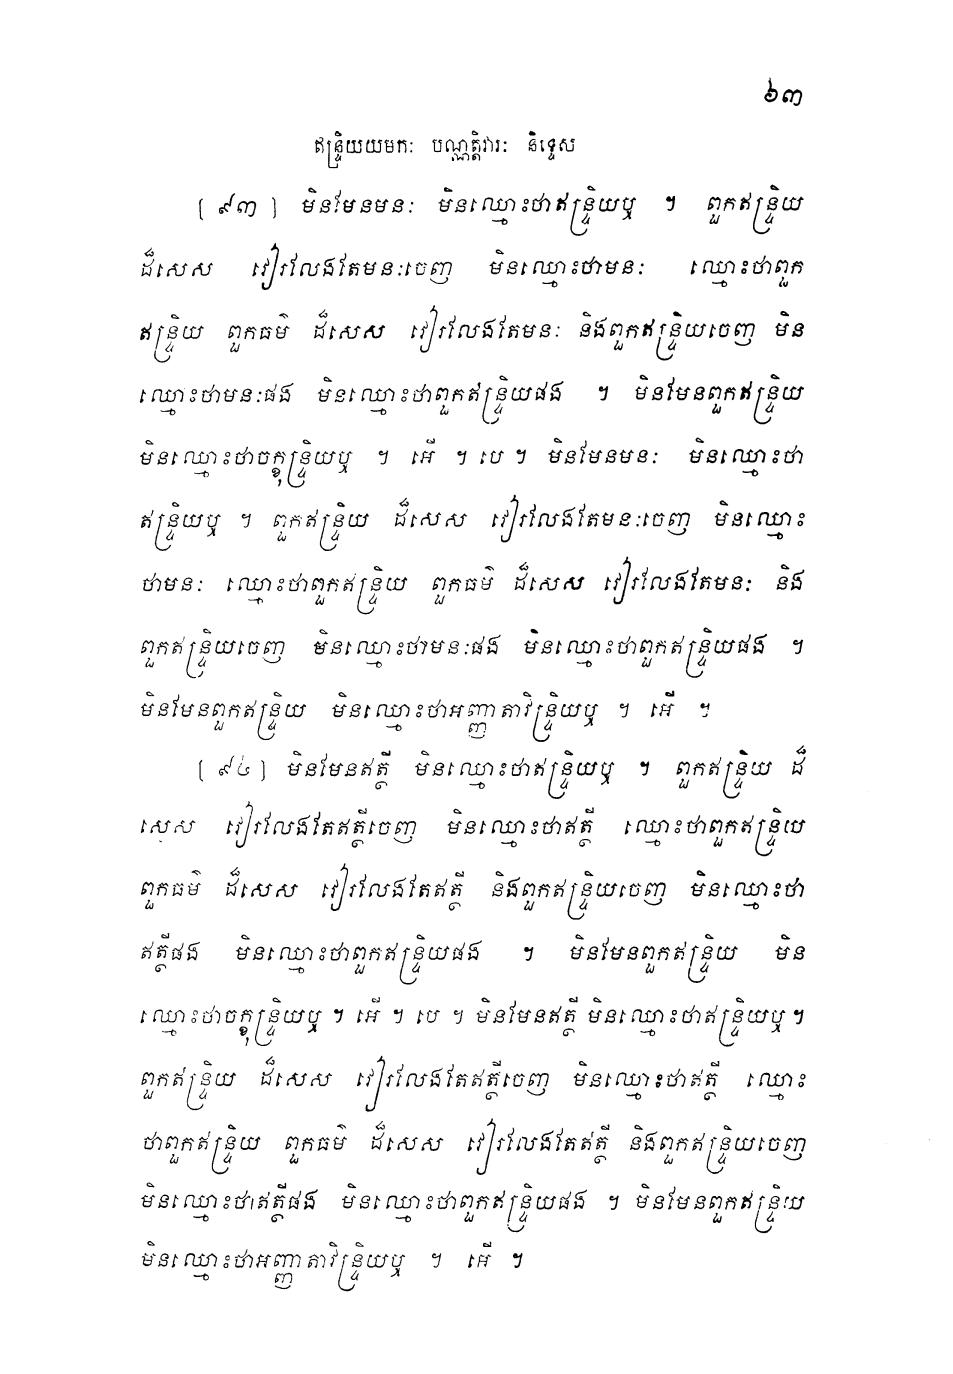 ៦៣
ឥន្ទ្រិយយមកៈ បណ្ណត្តិវារៈ និទ្ទេស
[ ៩៣ ] មិនមែនមនៈ មិនឈ្មោះថាឥន្ទ្រិយឬ ។ ពួកឥន្ទ្រិយ
ដ៏សេស វៀរលែងតែមនៈចេញ មិនឈ្មោះថាមនៈ ឈ្មោះថាពួក
ឥន្ទ្រិយ ពួកធម៌ ដ៏សេស វៀរលែងតែមនៈ និងពួកឥន្ទ្រិយចេញ មិន
ឈ្មោះថាមនៈផង មិនឈ្មោះថាពួកឥន្ទ្រិយផង ។ មិនមែនពួកឥន្ទ្រិយ
មិនឈ្មោះថាចក្ខុន្ទ្រិយឬ ។ អើ ។ បេ ។ មិនមែនមនៈ មិនឈ្មោះថា
ឥន្ទ្រិយឬ ។ ពួកឥន្ទ្រិយ ដ៏សេស វៀរលែងតែមនៈចេញ មិនឈ្មោះ
ថាមនៈ ឈ្មោះថាពួកឥន្ទ្រិយ ពួកធម៌ ដ៏សេស វៀរលែងតែមនៈ និង
ពួកឥន្ទ្រិយចេញ មិនឈ្មោះថាមនៈផង មិនឈ្មោះថាពួកឥន្ទ្រិយផង ។
មិនមែនពួកឥន្ទ្រិយ មិនឈ្មោះថាអញ្ញាតាវិន្ទ្រិយឬ ។ អើ ។
[ ៩៤ ] មិនមែនឥត្ថី មិនឈ្មោះថាឥន្ទ្រិយឬ ។ ពួកឥន្ទ្រិយ ដ៏
សេស វៀរលែងតែឥត្ថីចេញ មិនឈ្មោះថាឥត្ថី ឈ្មោះថាពួកឥន្ទ្រិយ
ពួកធម៌ ដ៏សេស វៀរលែងតែឥត្ថី និងពួកឥន្ទ្រិយចេញ មិនឈ្មោះថា
ឥត្ថីផង មិនឈ្មោះថាពួកឥន្ទ្រិយផង ។ មិនមែនពួកឥន្ទ្រិយ មិន
ឈ្មោះថាចក្ខុន្ទ្រិយឬ ។ អើ ។ បេ ។ មិនមែនឥត្ថី មិនឈ្មោះថាឥន្ទ្រិយឬ ។
ពួកឥន្ទ្រិយ ដ៏សេស វៀរលែងតែឥត្ថីចេញ មិនឈ្មោះថាឥត្ថី ឈ្មោះ
ថាពួកឥន្ទ្រិយ ពួកធម៌ ដ៏សេស វៀរលែងតែឥត្ថី និងពួកឥន្ទ្រិយចេញ
មិនឈ្មោះថាឥត្ថីផង មិនឈ្មោះថាពួកឥន្ទ្រិយផង ។ មិនមែនពួកឥន្ទ្រិយ
មិនឈ្មោះថាអញ្ញាតាវិន្ទ្រិយឬ ។ អើ ។